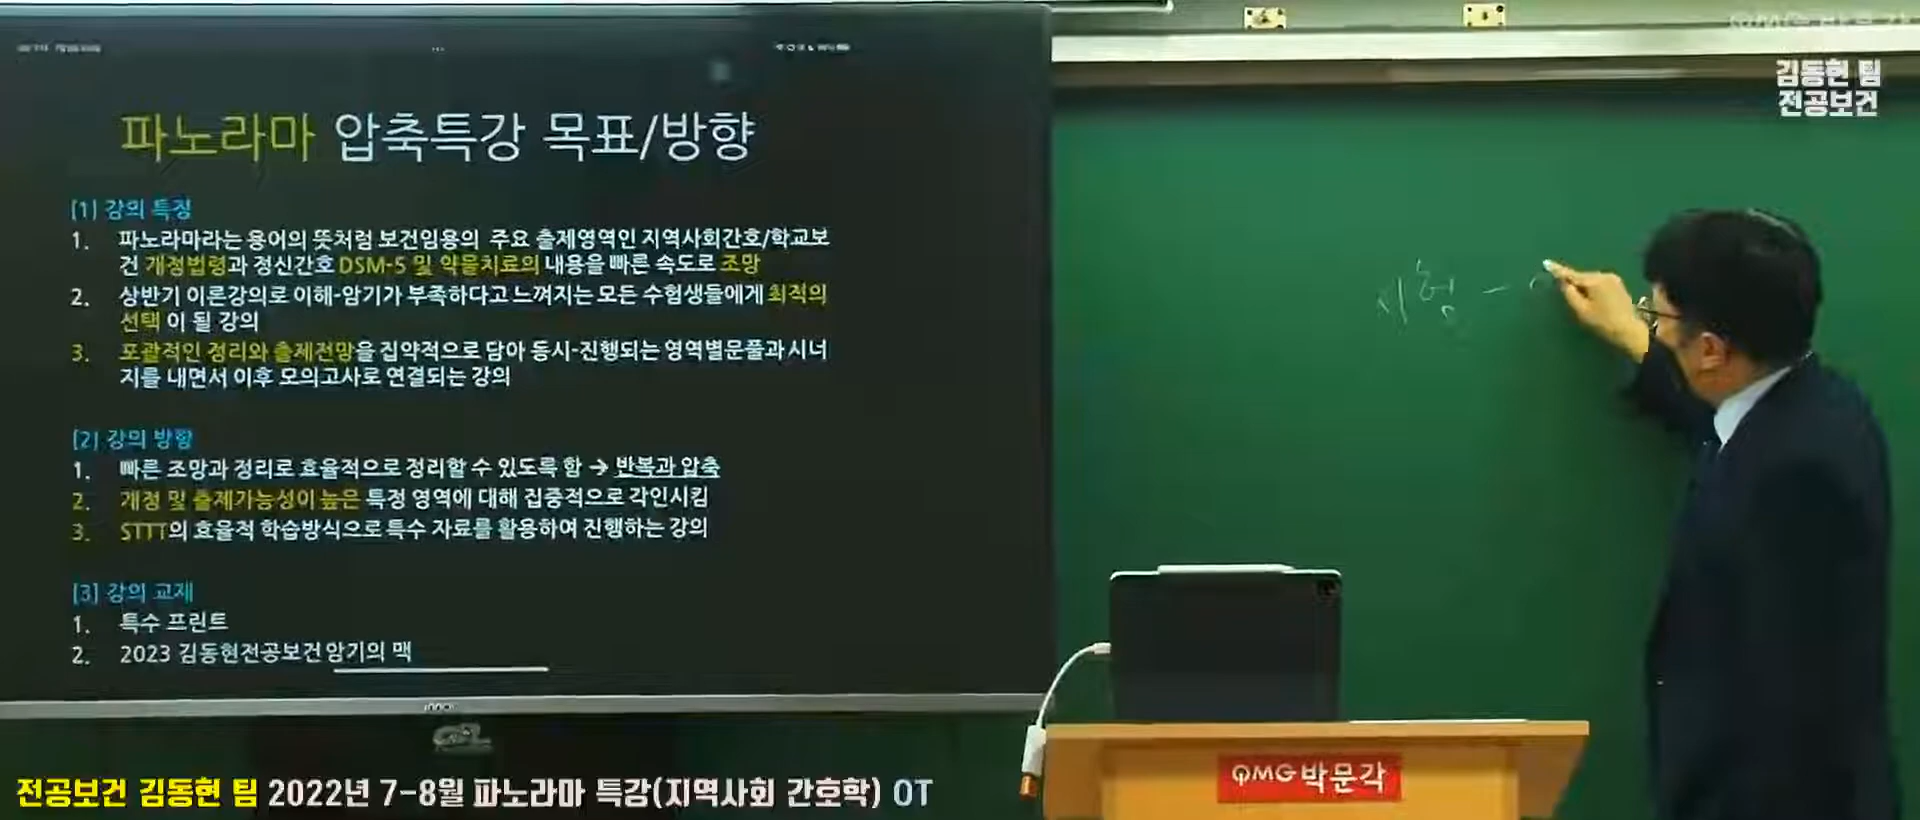 김동현 팀
전공보건
파노라마 압축특강 목표/방향
[1] 강의 특징
1. 파노라마라는 용어의 뜻처럼 보건임용의 주요 출제영역인 지역사회간호/학교보
건 개정법령과 정신간호 DSM-5 및 약물치료의 내용을 빠른 속도로 조망
2. 상반기 이론강의로 이해-암기가 부족하다고 느껴지는 모든 수험생들에게 최적의
선택 이 될 강의
3. 포괄적인 정리와 출제전망을 집약적으로 담아 동시-진행되는 영역별문풀과 시너
지를 내면서 이후 모의고사로 연결되는 강의
[2] 강의 방향
1. 빠른 조망과 정리로 효율적으로 정리할 수 있도록 함 → 반복과 압축
2. 개정 및 출제가능성이 높은 특정 영역에 대해 집중적으로 각인시킴
3. STTT의 효율적 학습방식으로 특수 자료를 활용하여 진행하는 강의
[3] 강의 교재
1. 특수 프린트
2. 2023 김동현전공보건 암기의 맥
시험 -
PMG 박문각
전공보건 김동현 팀 2022년 7-8월 파노라마 특강(지역사회 간호학) OT